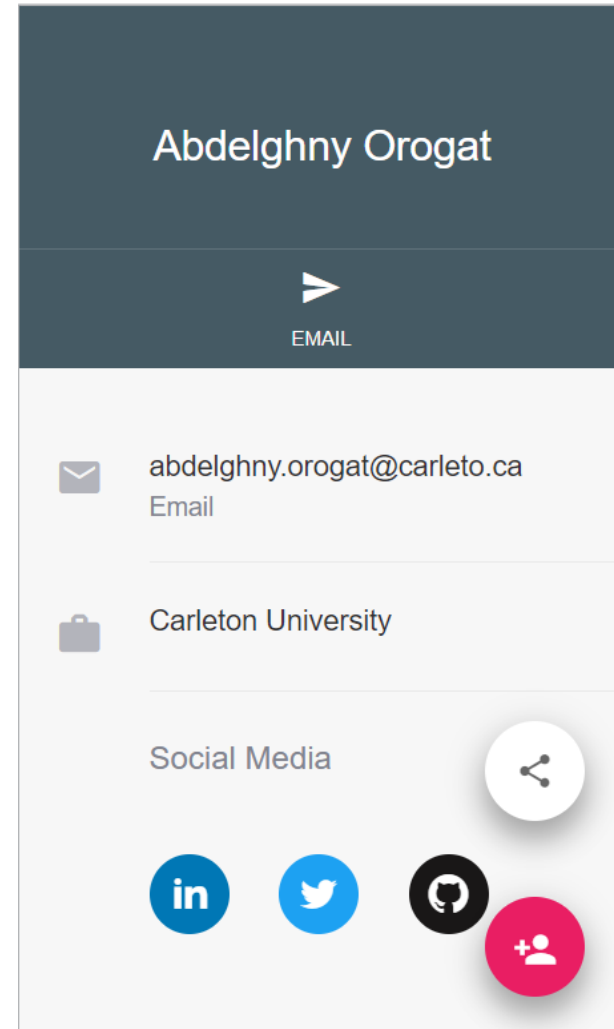 Abdelghny Orogat
EMAIL
abdelghny.orogat@carleto.ca
Email
Carleton University
Social Media
in